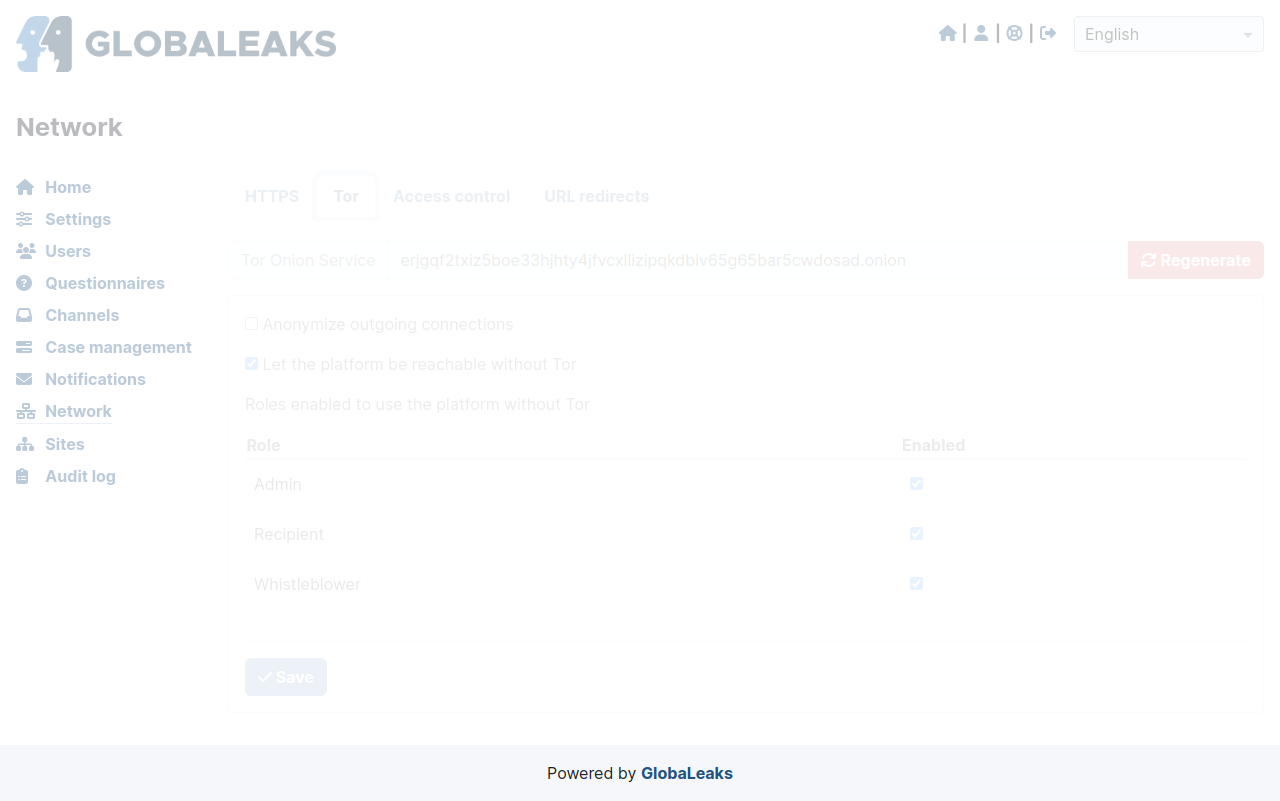 GLOBALEAKS
| | |
English
Network
Home
Settings
Users
Questionnaires
Channels
Case management
Notifications
Network
Sites
Audit log
HTTPS Tor Access control URL redirects
Tor Onion Service
Regenerate
Anonymize outgoing connections
Let the platform be reachable without Tor
Roles enabled to use the platform without Tor
Role Enabled
Admin
Recipient
Whistleblower
Save
Powered by GlobaLeaks